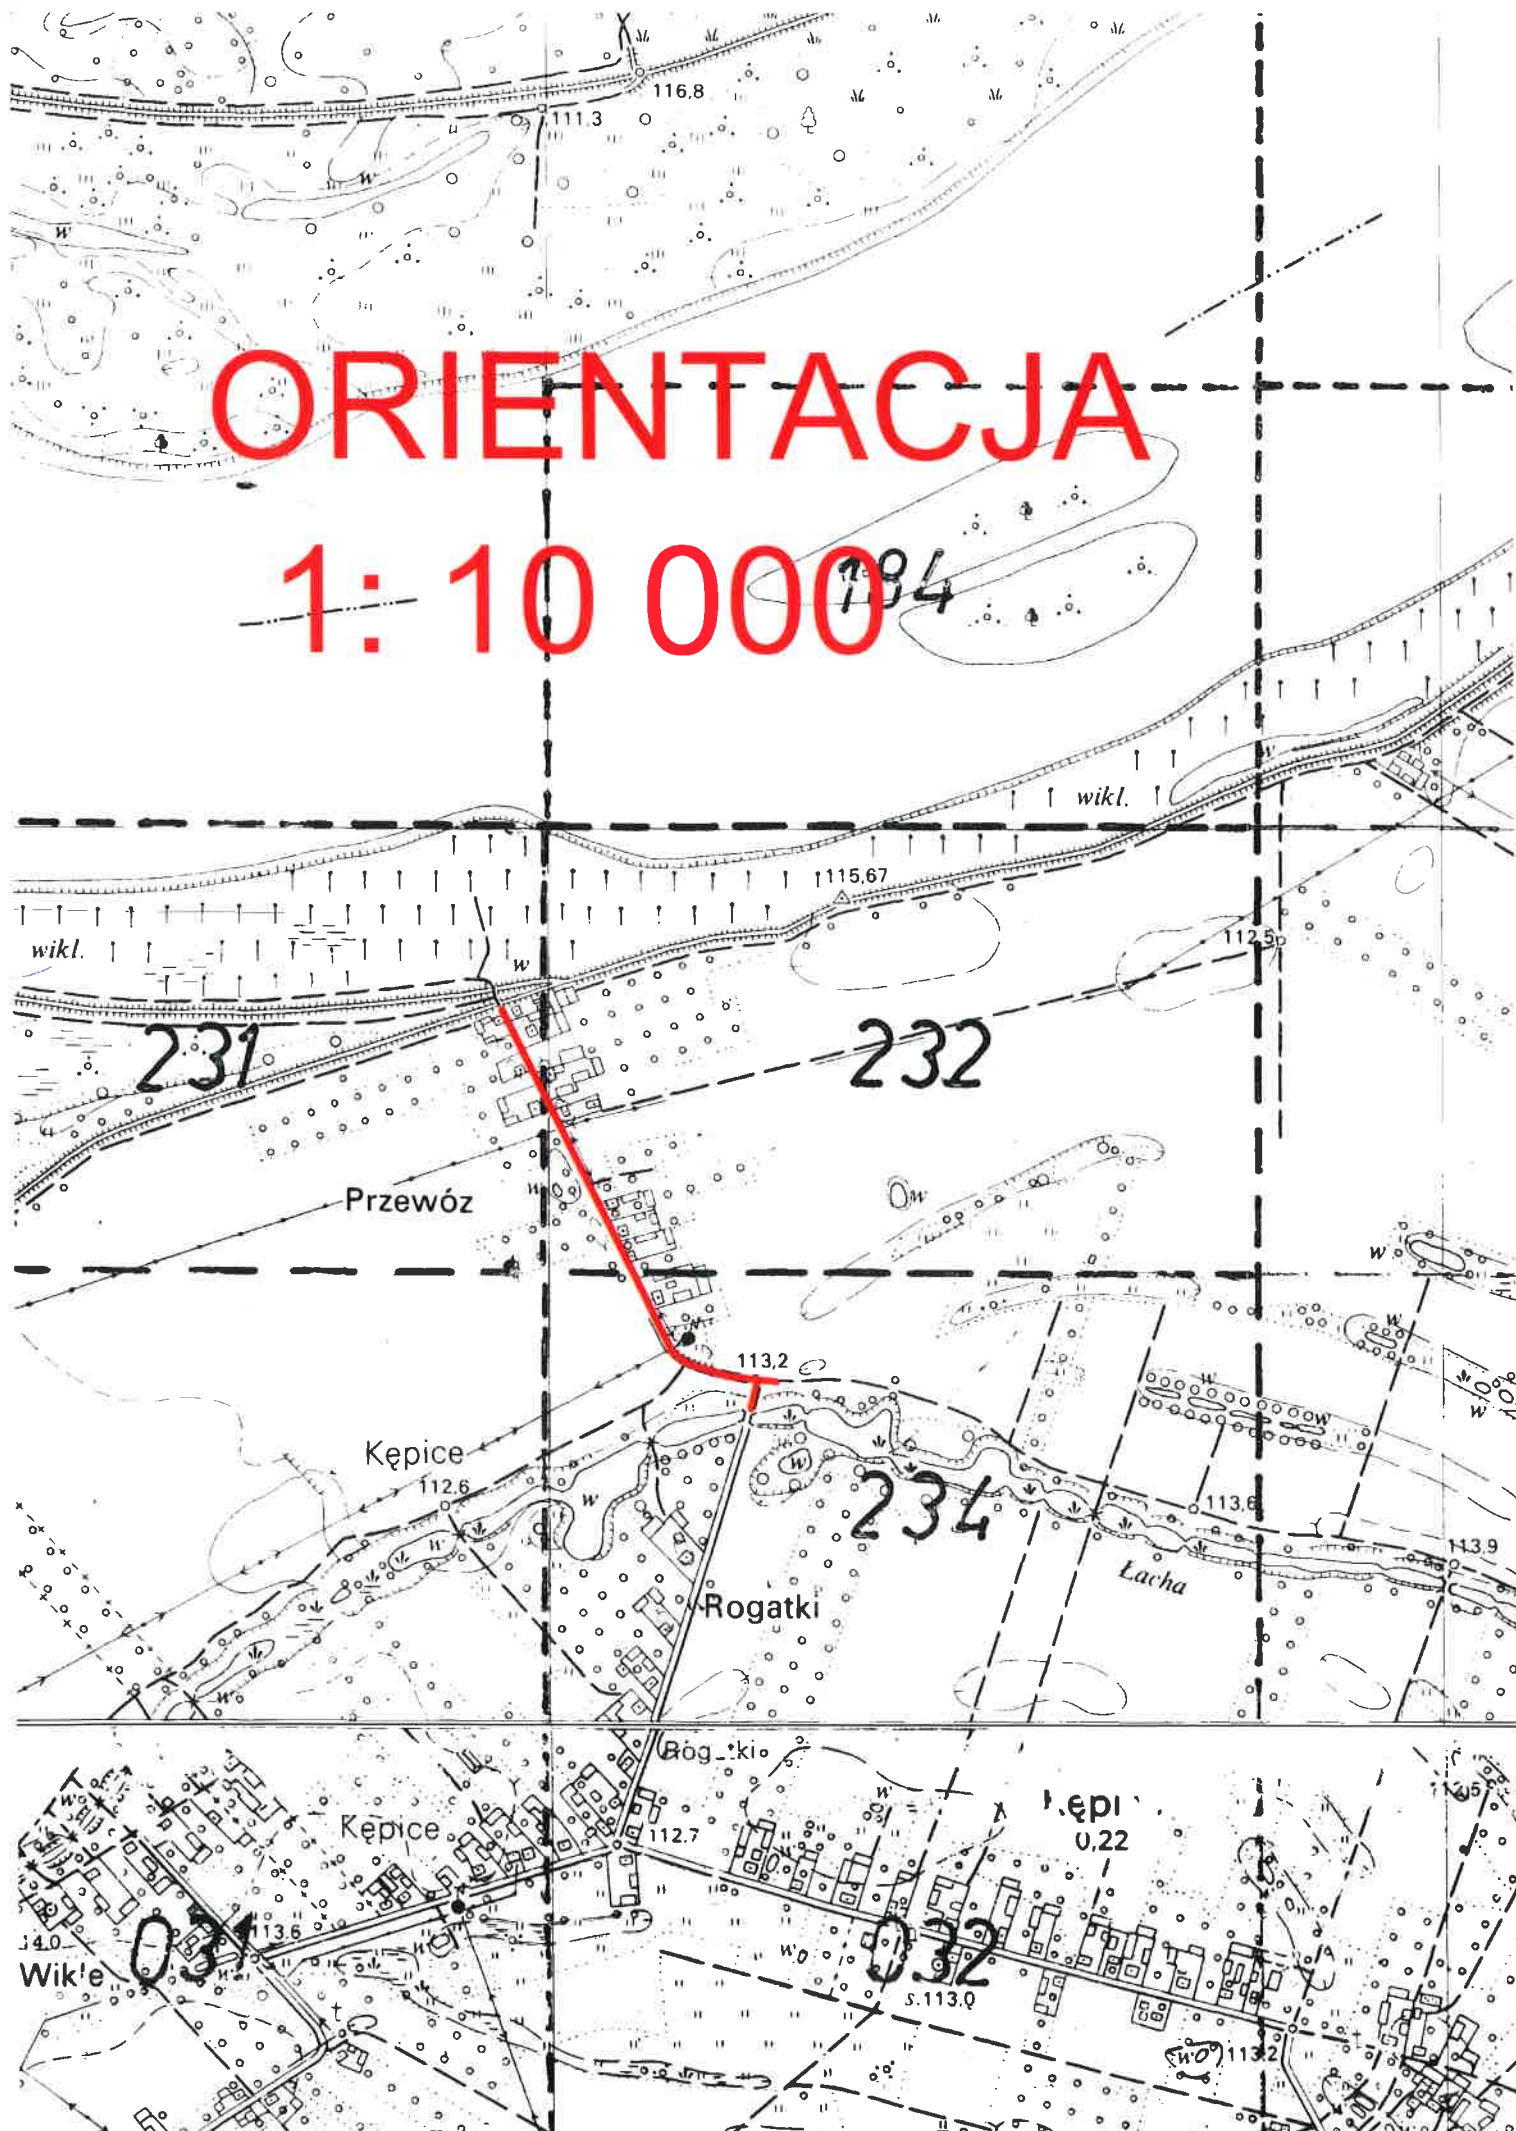 116,8
111,3
w
w
ORIENTACJA
1: 10 000
184
w
wikl.
115,67
wikl.
w
112,5
231
232
Przewóz
w
w
w
113,2
w
w
w
Kępice
112,6
w
w
w
234
113,6
113,9
Łacha
Rogatki
w
Kępice
112.7
w
0,22
w
031
113.6
032
s.113.0
w
t
113.2